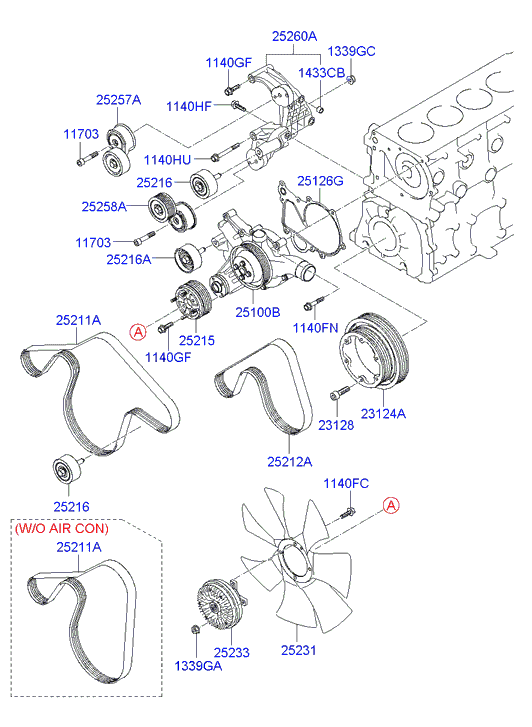 25260A
1339GC
1140GF
1433CB
25257A
1140HF
11703
1140HU
25216
25126G
25258A
11703
25216A
25100B
1140FN
25211A
A
25215
1140GF
23128
23124A
25212A
25216
1140FC
A
(W/O AIR CON)
25211A
25233
25231
1339GA